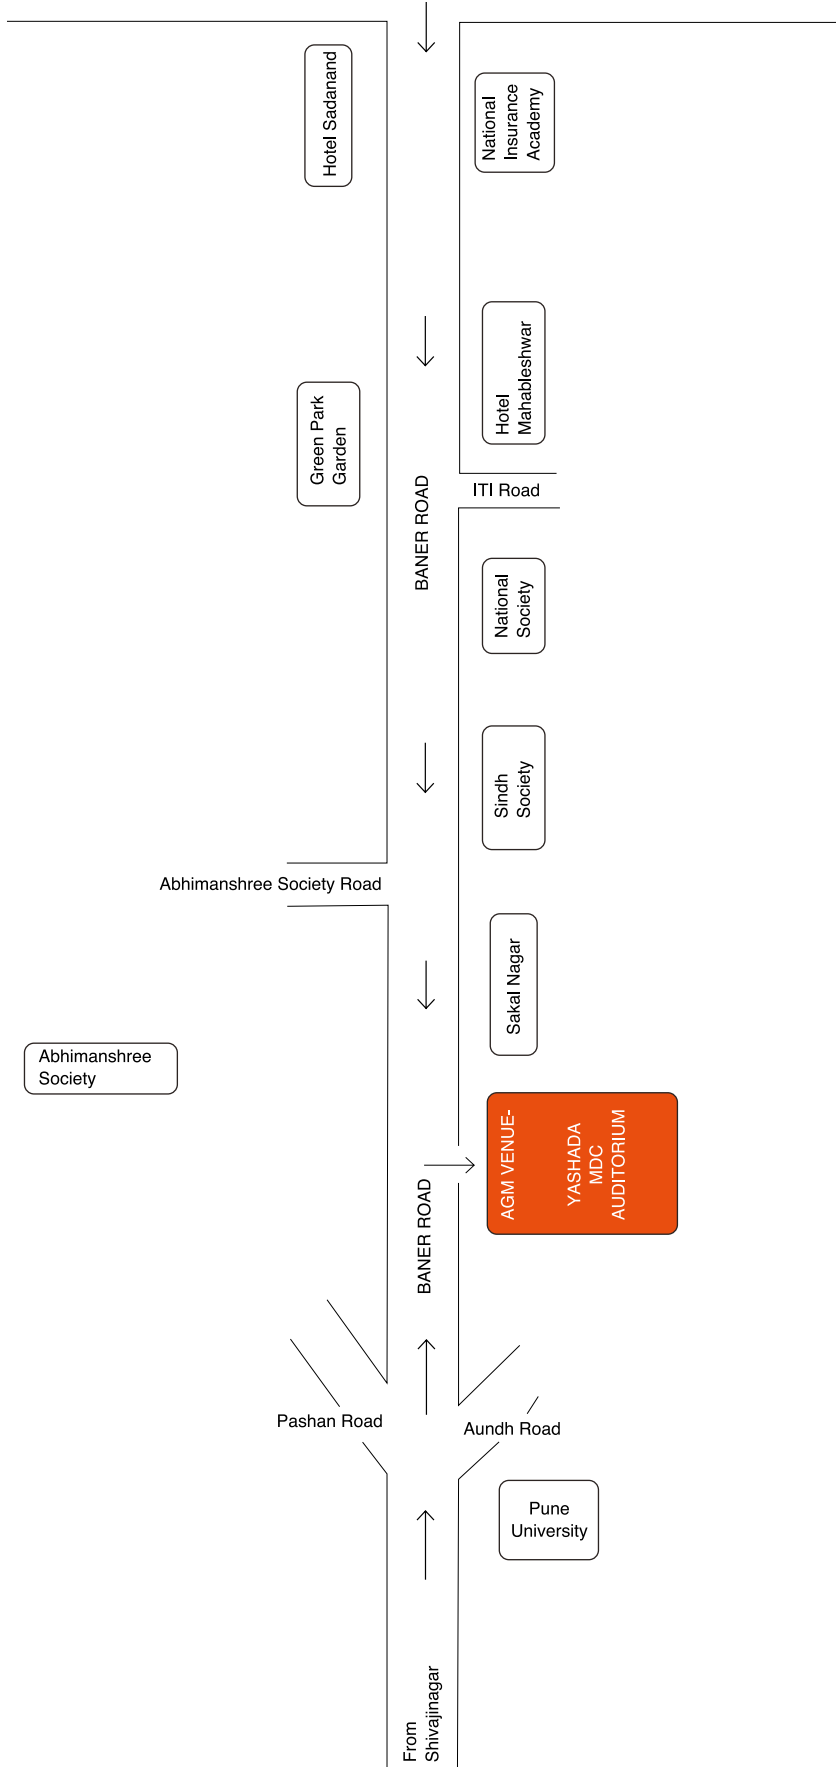 Hotel Sadanand
National
Insurance
Academy
Hotel
Mahableshwar
Green Park
Garden
BANER ROAD
ITI Road
National
Society
Sindh
Society
Abhimanshree Society Road
Sakal Nagar
Abhimanshree
Society
AGM VENUE-
YASHADA
MDC
AUDITORIUM
BANER ROAD
Pashan Road
Aundh Road
Pune
University
From
Shivajinagar